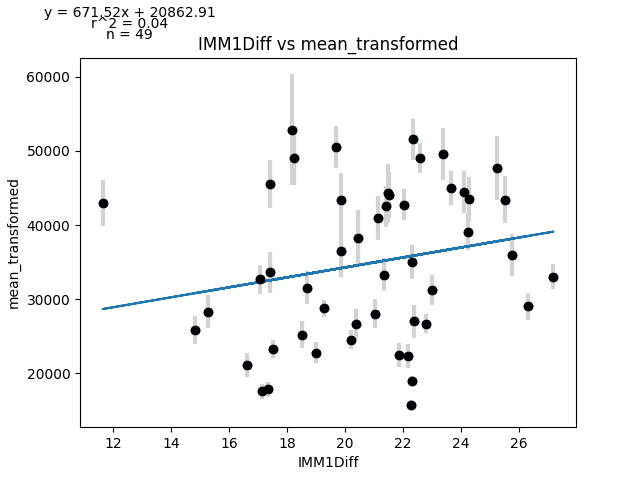 y = 671.52x + 20862.91
r^2 = 0.04
n = 49
IMM1Diff vs mean_transformed
60000
50000
40000
30000
20000
mean_transformed
12 14 16 18 20 22 24 26
IMM1Diff